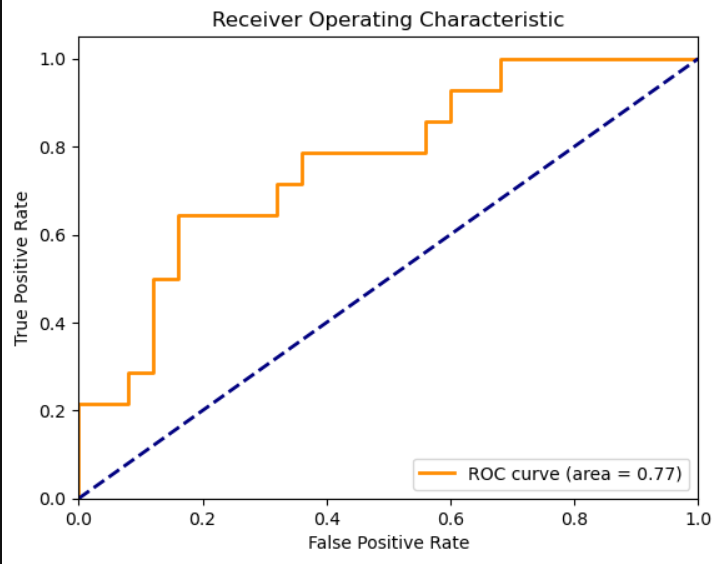 Receiver Operating Characteristic
1.0
0.8
0.6
0.4
0.2
0.0
True Positive Rate
ROC curve (area = 0.77)
0.0 0.2 0.4 0.6 0.8 1.0
False Positive Rate